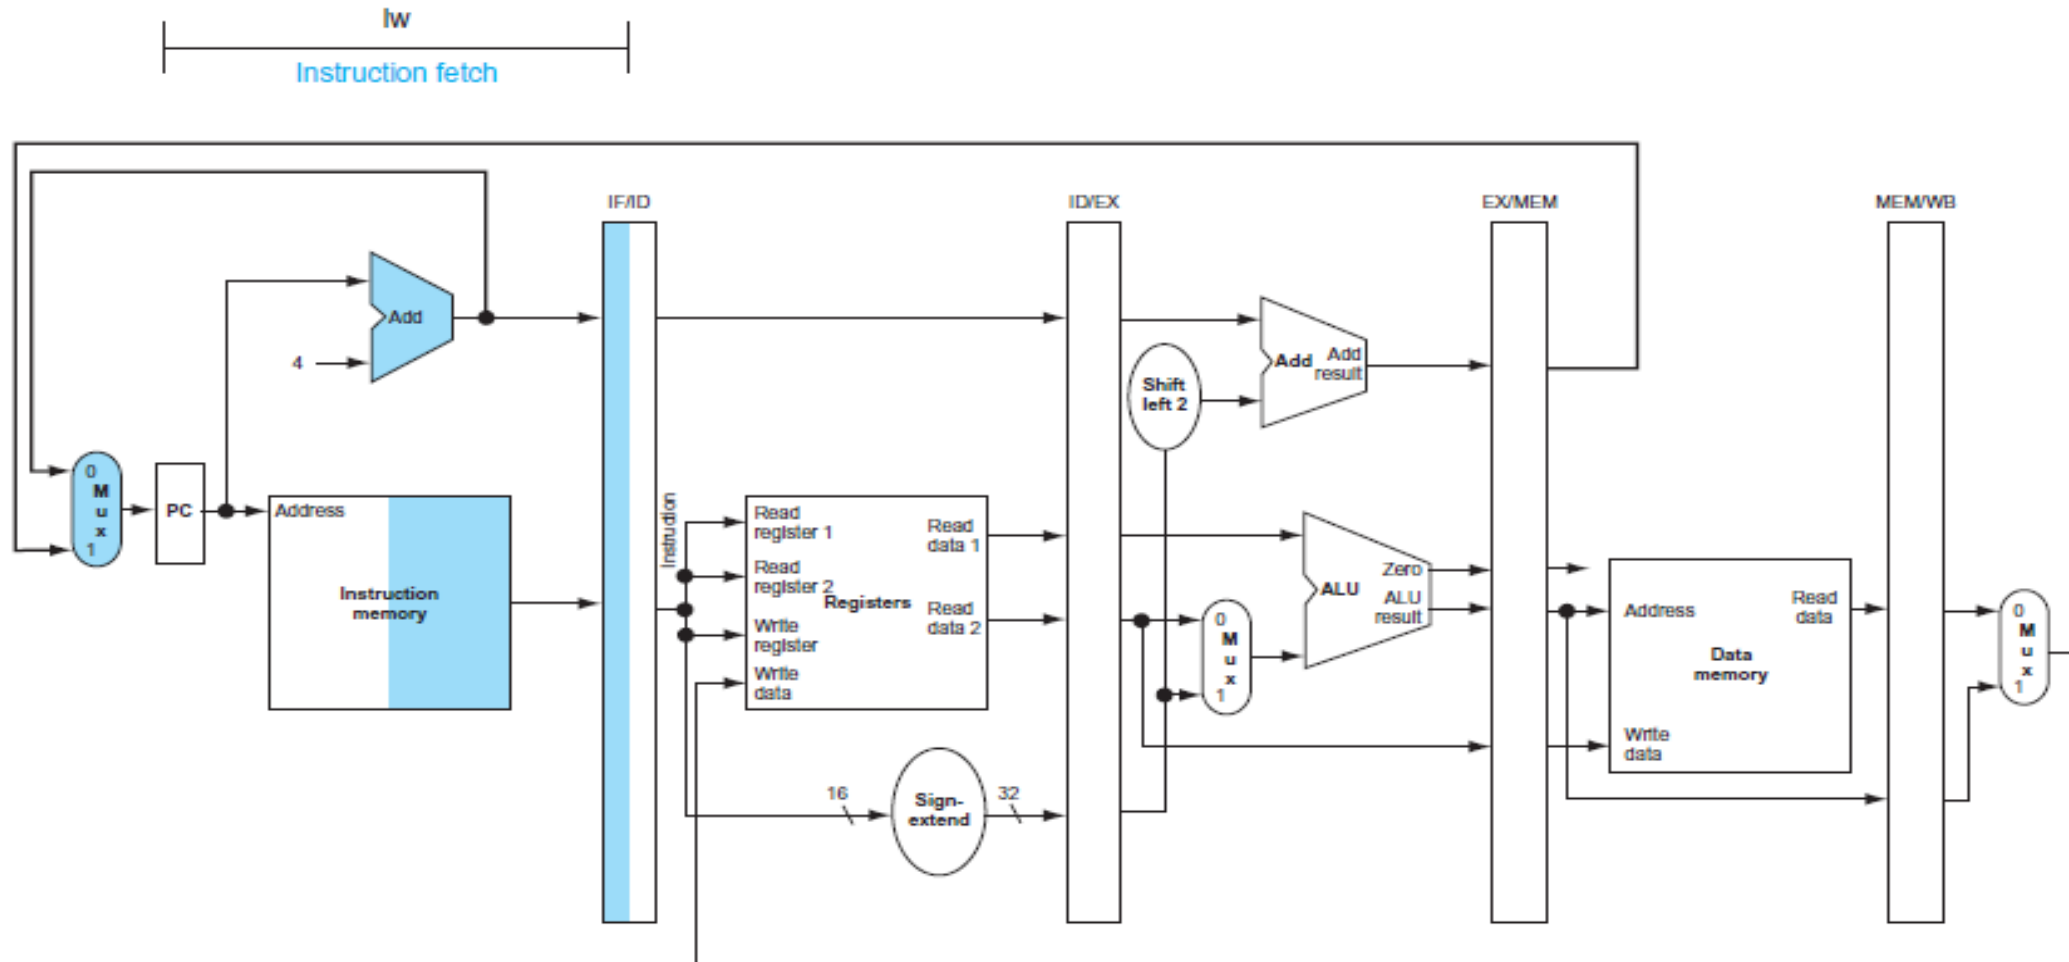 lw
Instruction fetch
IF/ID
ID/EX
EX/MEM
MEM/WB
Add
4
Add
Add
result
Shift
left 2
0
M
u
x
1
PC
Address
Instruction
memory
Instruction
Read
register 1
Read
register 2
Write
register
Write
data
Registers
Read
data 1
Read
data 2
16
Sign-
extend
32
0
M
u
x
1
Zero
ALU
ALU
result
Address
Read
data
Data
memory
Write
data
0
M
u
x
1